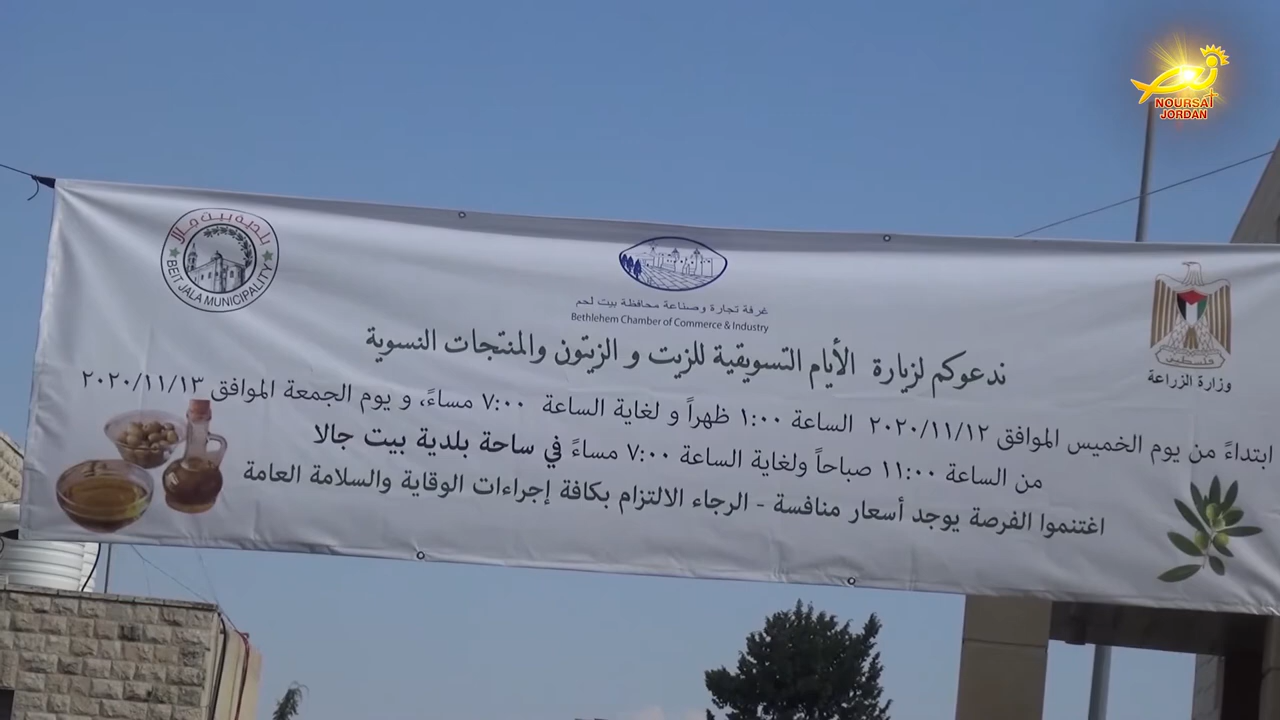 NOURSAT
JORDAN
بلدية بيت جالا
BEIT JALA MUNICIPALITY
غرفة تجارة وصناعة محافظة بيت لحم
Bethlehem Chamber of Commerce & Industry
فلسطين
وزارة الزراعة
ندعوكم لزيارة الأيام التسويقية للزيت و الزيتون والمنتجات النسوية
ابتداءً من يوم الخميس الموافق ٢٠٢٠/١١/١٢ الساعة ١:٠٠ ظهراً و لغاية الساعة ٧:٠٠ مساءً، و يوم الجمعة الموافق ٢٠٢٠/١١/١٣
من الساعة ١١:٠٠ صباحاً ولغاية الساعة ٧:٠٠ مساءً في ساحة بلدية بيت جالا
اغتنموا الفرصة يوجد أسعار منافسة - الرجاء الالتزام بكافة إجراءات الوقاية والسلامة العامة